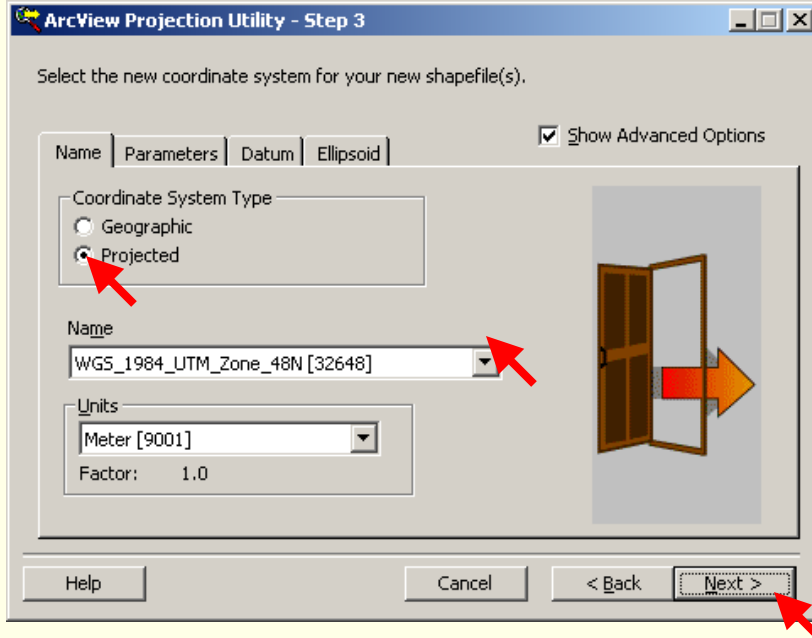 ArcView Projection Utility - Step 3
Select the new coordinate system for your new shapefile(s).
Show Advanced Options
Name Parameters Datum Ellipsoid
Coordinate System Type
Geographic
Projected
Name
WGS_1984_UTM_Zone_48N [32648]
Units
Meter [9001]
Factor: 1.0
Help Cancel < Back Next >